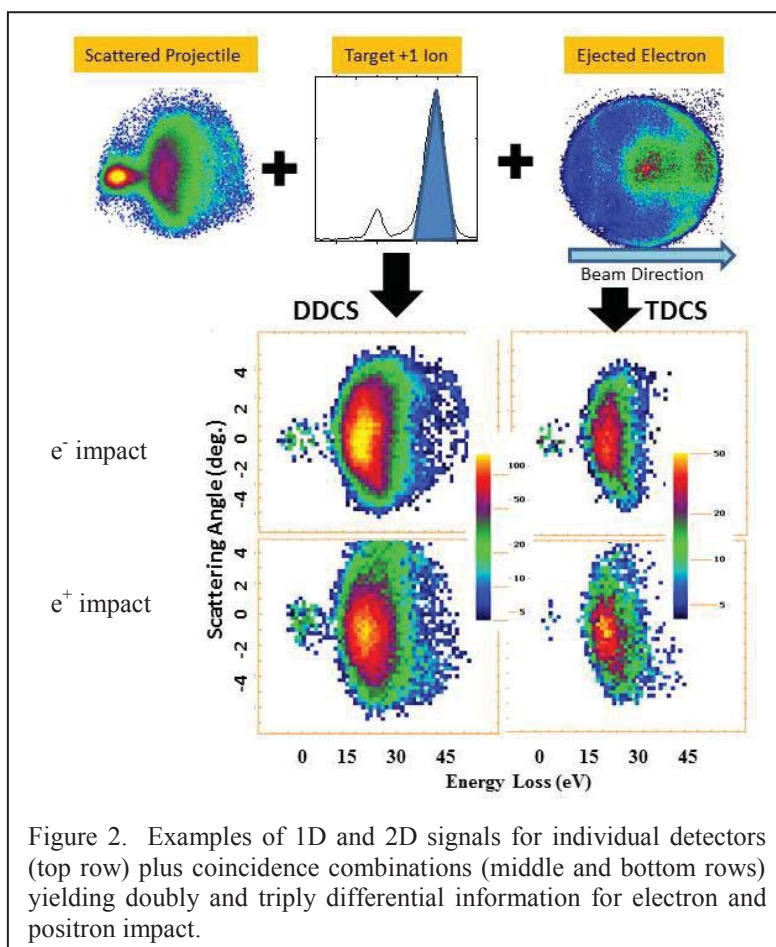 Scattered Projectile
Target +1 Ion
Ejected Electron
Beam Direction
DDCS
TDCS
e⁻ impact
e⁺ impact
Scattering Angle (deg.)
4
2
0
-2
-4
4
2
0
-2
-4
100
50
20
10
5
50
20
10
5
0 15 30 45 0 15 30 45
Energy Loss (eV)
Figure 2. Examples of 1D and 2D signals for individual detectors
(top row) plus coincidence combinations (middle and bottom rows)
yielding doubly and triply differential information for electron and
positron impact.